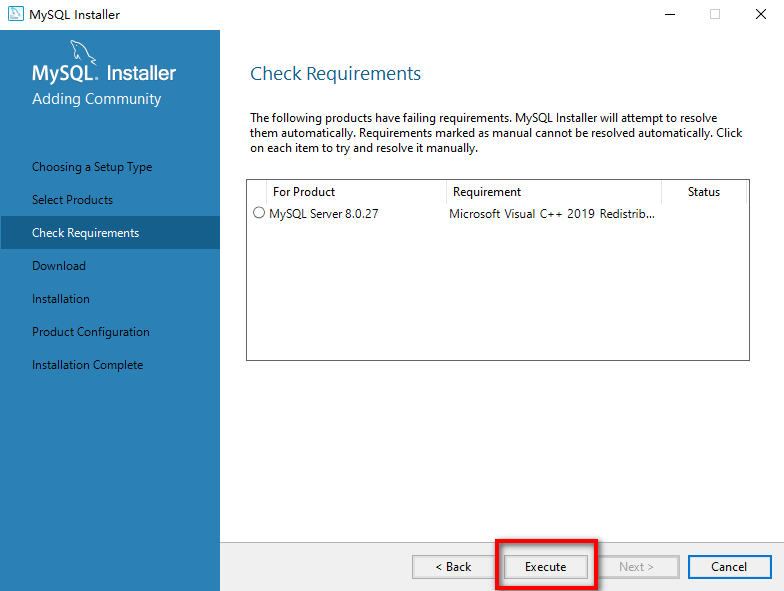 MySQL Installer
MySQL. Installer
Adding Community
Choosing a Setup Type
Select Products
Check Requirements
Download
Installation
Product Configuration
Installation Complete
Check Requirements
The following products have failing requirements. MySQL Installer will attempt to resolve
them automatically. Requirements marked as manual cannot be resolved automatically. Click
on each item to try and resolve it manually.
For Product Requirement Status
MySQL Server 8.0.27 Microsoft Visual C++ 2019 Redistrib...
< Back Execute Next > Cancel